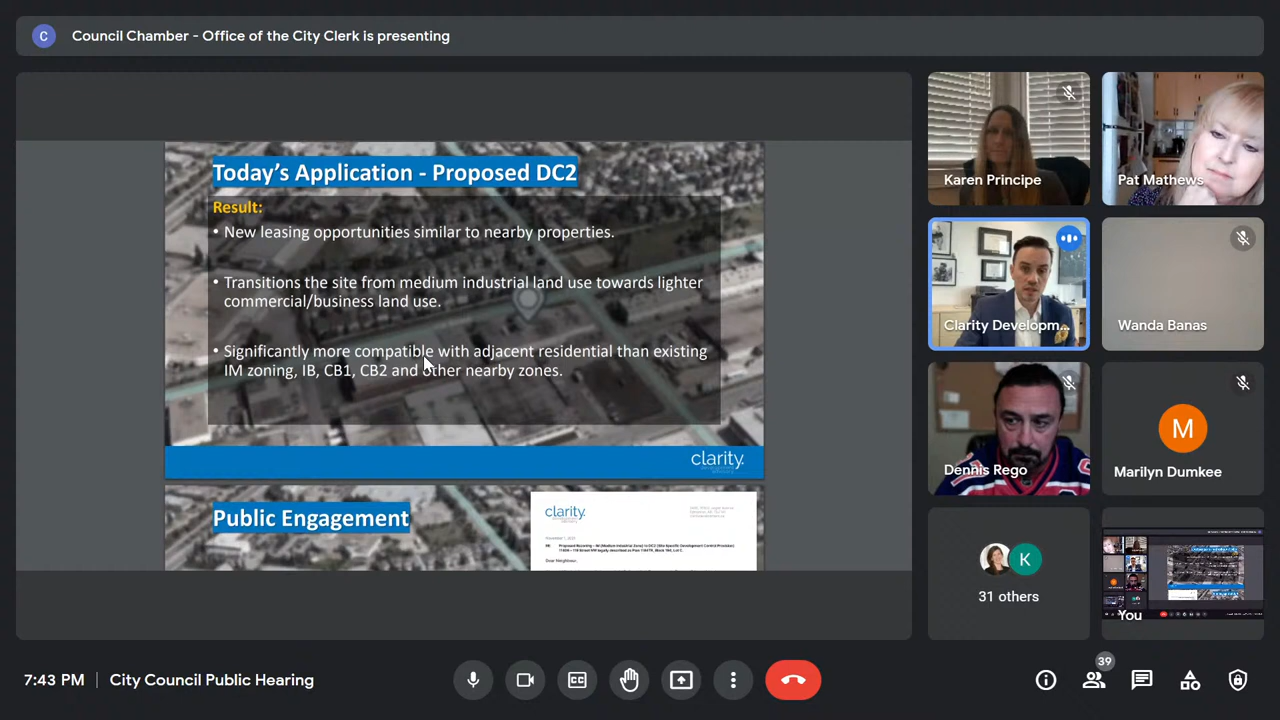 C
Council Chamber - Office of the City Clerk is presenting
Today's Application - Proposed DC2
Result:
• New leasing opportunities similar to nearby properties.
• Transitions the site from medium industrial land use towards lighter
commercial/business land use.
• Significantly more compatible with adjacent residential than existing
IM zoning, IB, CB1, CB2 and other nearby zones.
clarity.
Public Engagement
clarity.
Dear Neighbour,
Karen Principe
Pat Mathews
Clarity Developm...
Wanda Banas
Dennis Rego
M
Marilyn Dumkee
K
31 others
You
7:43 PM
City Council Public Hearing
39